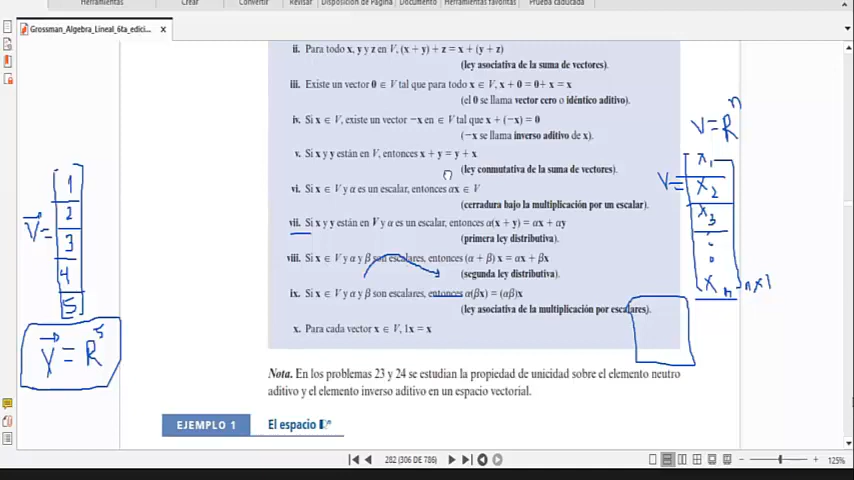 Herramientas Crear Convertir Revisar Disposición de Página Documento Herramientas favoritas Prueba caducada
Grossman_Algebra_Lineal_6ta_edici...
ii. Para todo x, y y z en V, (x + y) + z = x + (y + z)
(ley asociativa de la suma de vectores).
iii. Existe un vector 0 ∈ V tal que para todo x ∈ V, x + 0 = 0 + x = x
(el 0 se llama vector cero o idéntico aditivo).
iv. Si x ∈ V, existe un vector −x en ∈ V tal que x + (−x) = 0
(−x se llama inverso aditivo de x).
v. Si x y y están en V, entonces x + y = y + x
(ley conmutativa de la suma de vectores).
vi. Si x ∈ V y α es un escalar, entonces αx ∈ V
(cerradura bajo la multiplicación por un escalar).
vii. Si x y y están en V y α es un escalar, entonces α(x + y) = αx + αy
(primera ley distributiva).
viii. Si x ∈ V y α y β son escalares, entonces (α + β) x = αx + βx
(segunda ley distributiva).
ix. Si x ∈ V y α y β son escalares, entonces α(βx) = (αβ)x
(ley asociativa de la multiplicación por escalares).
x. Para cada vector x ∈ V, 1x = x
Nota. En los problemas 23 y 24 se estudian la propiedad de unicidad sobre el elemento neutro
aditivo y el elemento inverso aditivo en un espacio vectorial.
EJEMPLO 1 El espacio ℝⁿ
V = 1
2
3
4
5
V = R⁵
V = Rⁿ
V = X₁
X₂
X₃
Xₙ n×1
282 (306 DE 786)
125%